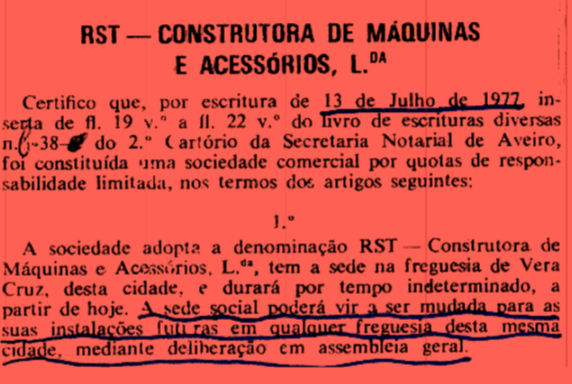 RST — CONSTRUTORA DE MÁQUINAS
E ACESSÓRIOS, L.DA
Certifico que, por escritura de 13 de Julho de 1977, in-
serta de fl. 19 v.º a fl. 22 v.º do livro de escrituras diversas
-38- do 2.º Cartório da Secretaria Notarial de Aveiro,
foi constituída uma sociedade comercial por quotas de respon-
sabilidade limitada, nos termos dos artigos seguintes:
1.º
A sociedade adopta a denominação RST — Construtora de
Máquinas e Acessórios, L.da, tem a sede na freguesia de Vera
Cruz, desta cidade, e durará por tempo indeterminado, a
partir de hoje. A sede social poderá vir a ser mudada para as
suas instalações futuras em qualquer freguesia desta mesma
cidade, mediante deliberação em assembleia geral.